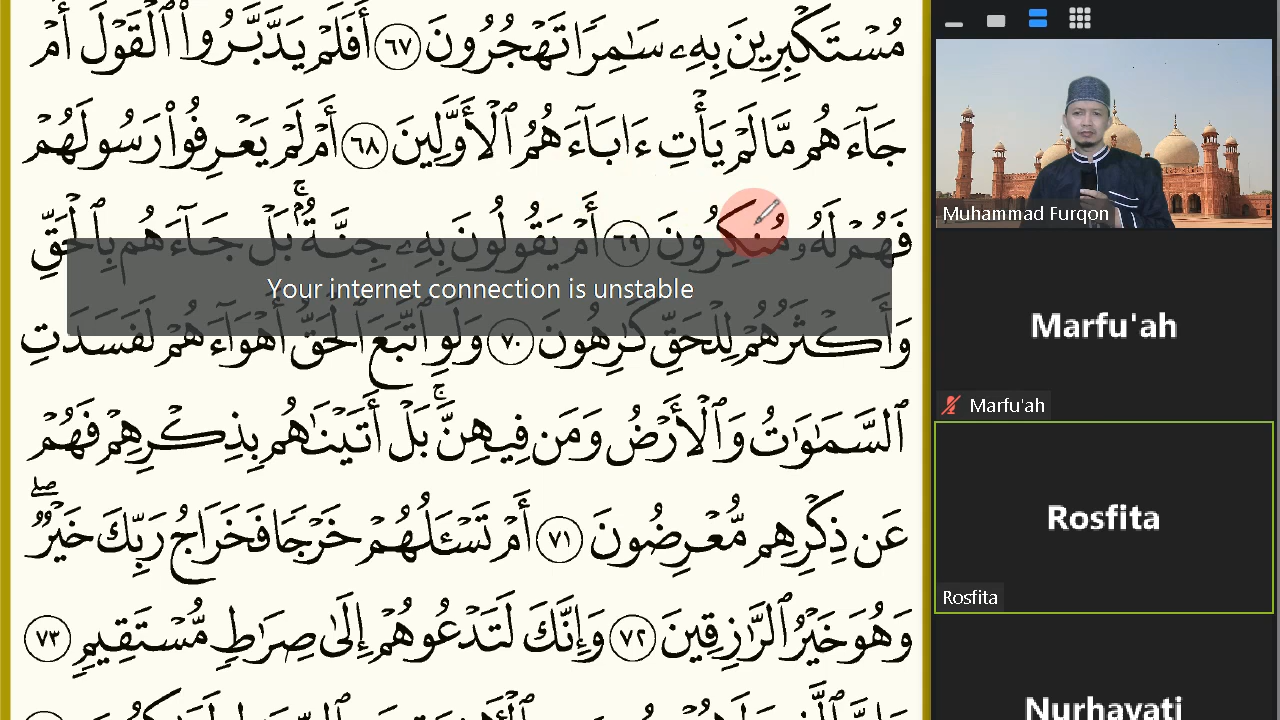 مُسۡتَكۡبِرِينَ بِهِۦ سَٰمِرٗا تَهۡجُرُونَ ٦٧ أَفَلَمۡ يَدَّبَّرُواْ ٱلۡقَوۡلَ أَمۡ
جَآءَهُم مَّا لَمۡ يَأۡتِ ءَابَآءَهُمُ ٱلۡأَوَّلِينَ ٦٨ أَمۡ لَمۡ يَعۡرِفُواْ رَسُولَهُمۡ
فَهُمۡ لَهُۥ مُنكِرُونَ ٦٩ أَمۡ يَقُولُونَ بِهِۦ جِنَّةُۢۚ بَلۡ جَآءَهُم بِٱلۡحَقِّ
Your internet connection is unstable
وَأَكۡثَرُهُمۡ لِلۡحَقِّ كَٰرِهُونَ ٧٠ وَلَوِ ٱتَّبَعَ ٱلۡحَقُّ أَهۡوَآءَهُمۡ لَفَسَدَتِ
ٱلسَّمَٰوَٰتُ وَٱلۡأَرۡضُ وَمَن فِيهِنَّۚ بَلۡ أَتَيۡنَٰهُم بِذِكۡرِهِمۡ فَهُمۡ
عَن ذِكۡرِهِم مُّعۡرِضُونَ ٧١ أَمۡ تَسۡـَٔلُهُمۡ خَرۡجٗا فَخَرَاجُ رَبِّكَ خَيۡرٞۖ
وَهُوَ خَيۡرُ ٱلرَّٰزِقِينَ ٧٢ وَإِنَّكَ لَتَدۡعُوهُمۡ إِلَىٰ صِرَٰطٖ مُّسۡتَقِيمٖ ٧٣
Muhammad Furqon
Marfu'ah
Marfu'ah
Rosfita
Rosfita
Nurhayati